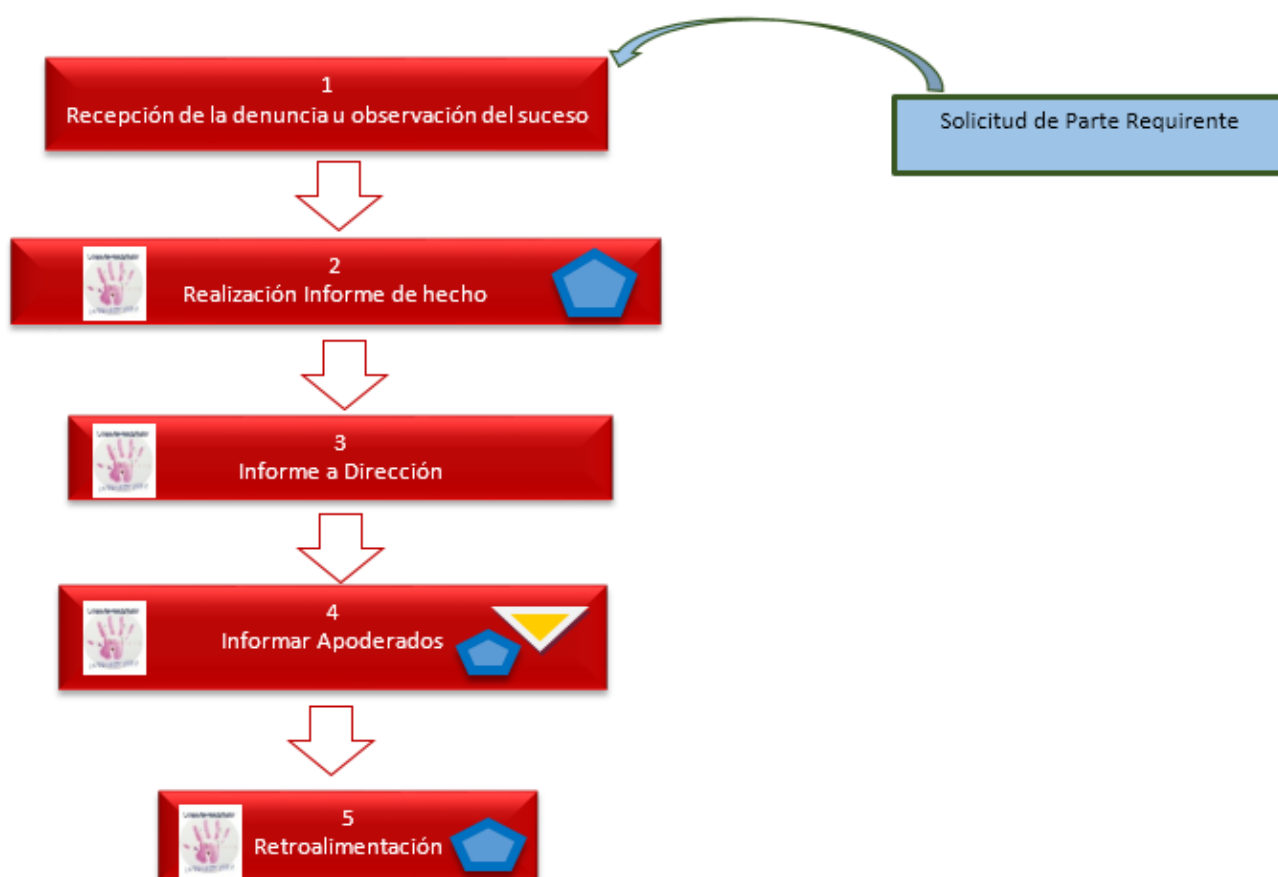 1
Recepción de la denuncia u observación del suceso
Solicitud de Parte Requirente
2
Realización Informe de hecho
3
Informe a Dirección
4
Informar Apoderados
5
Retroalimentación